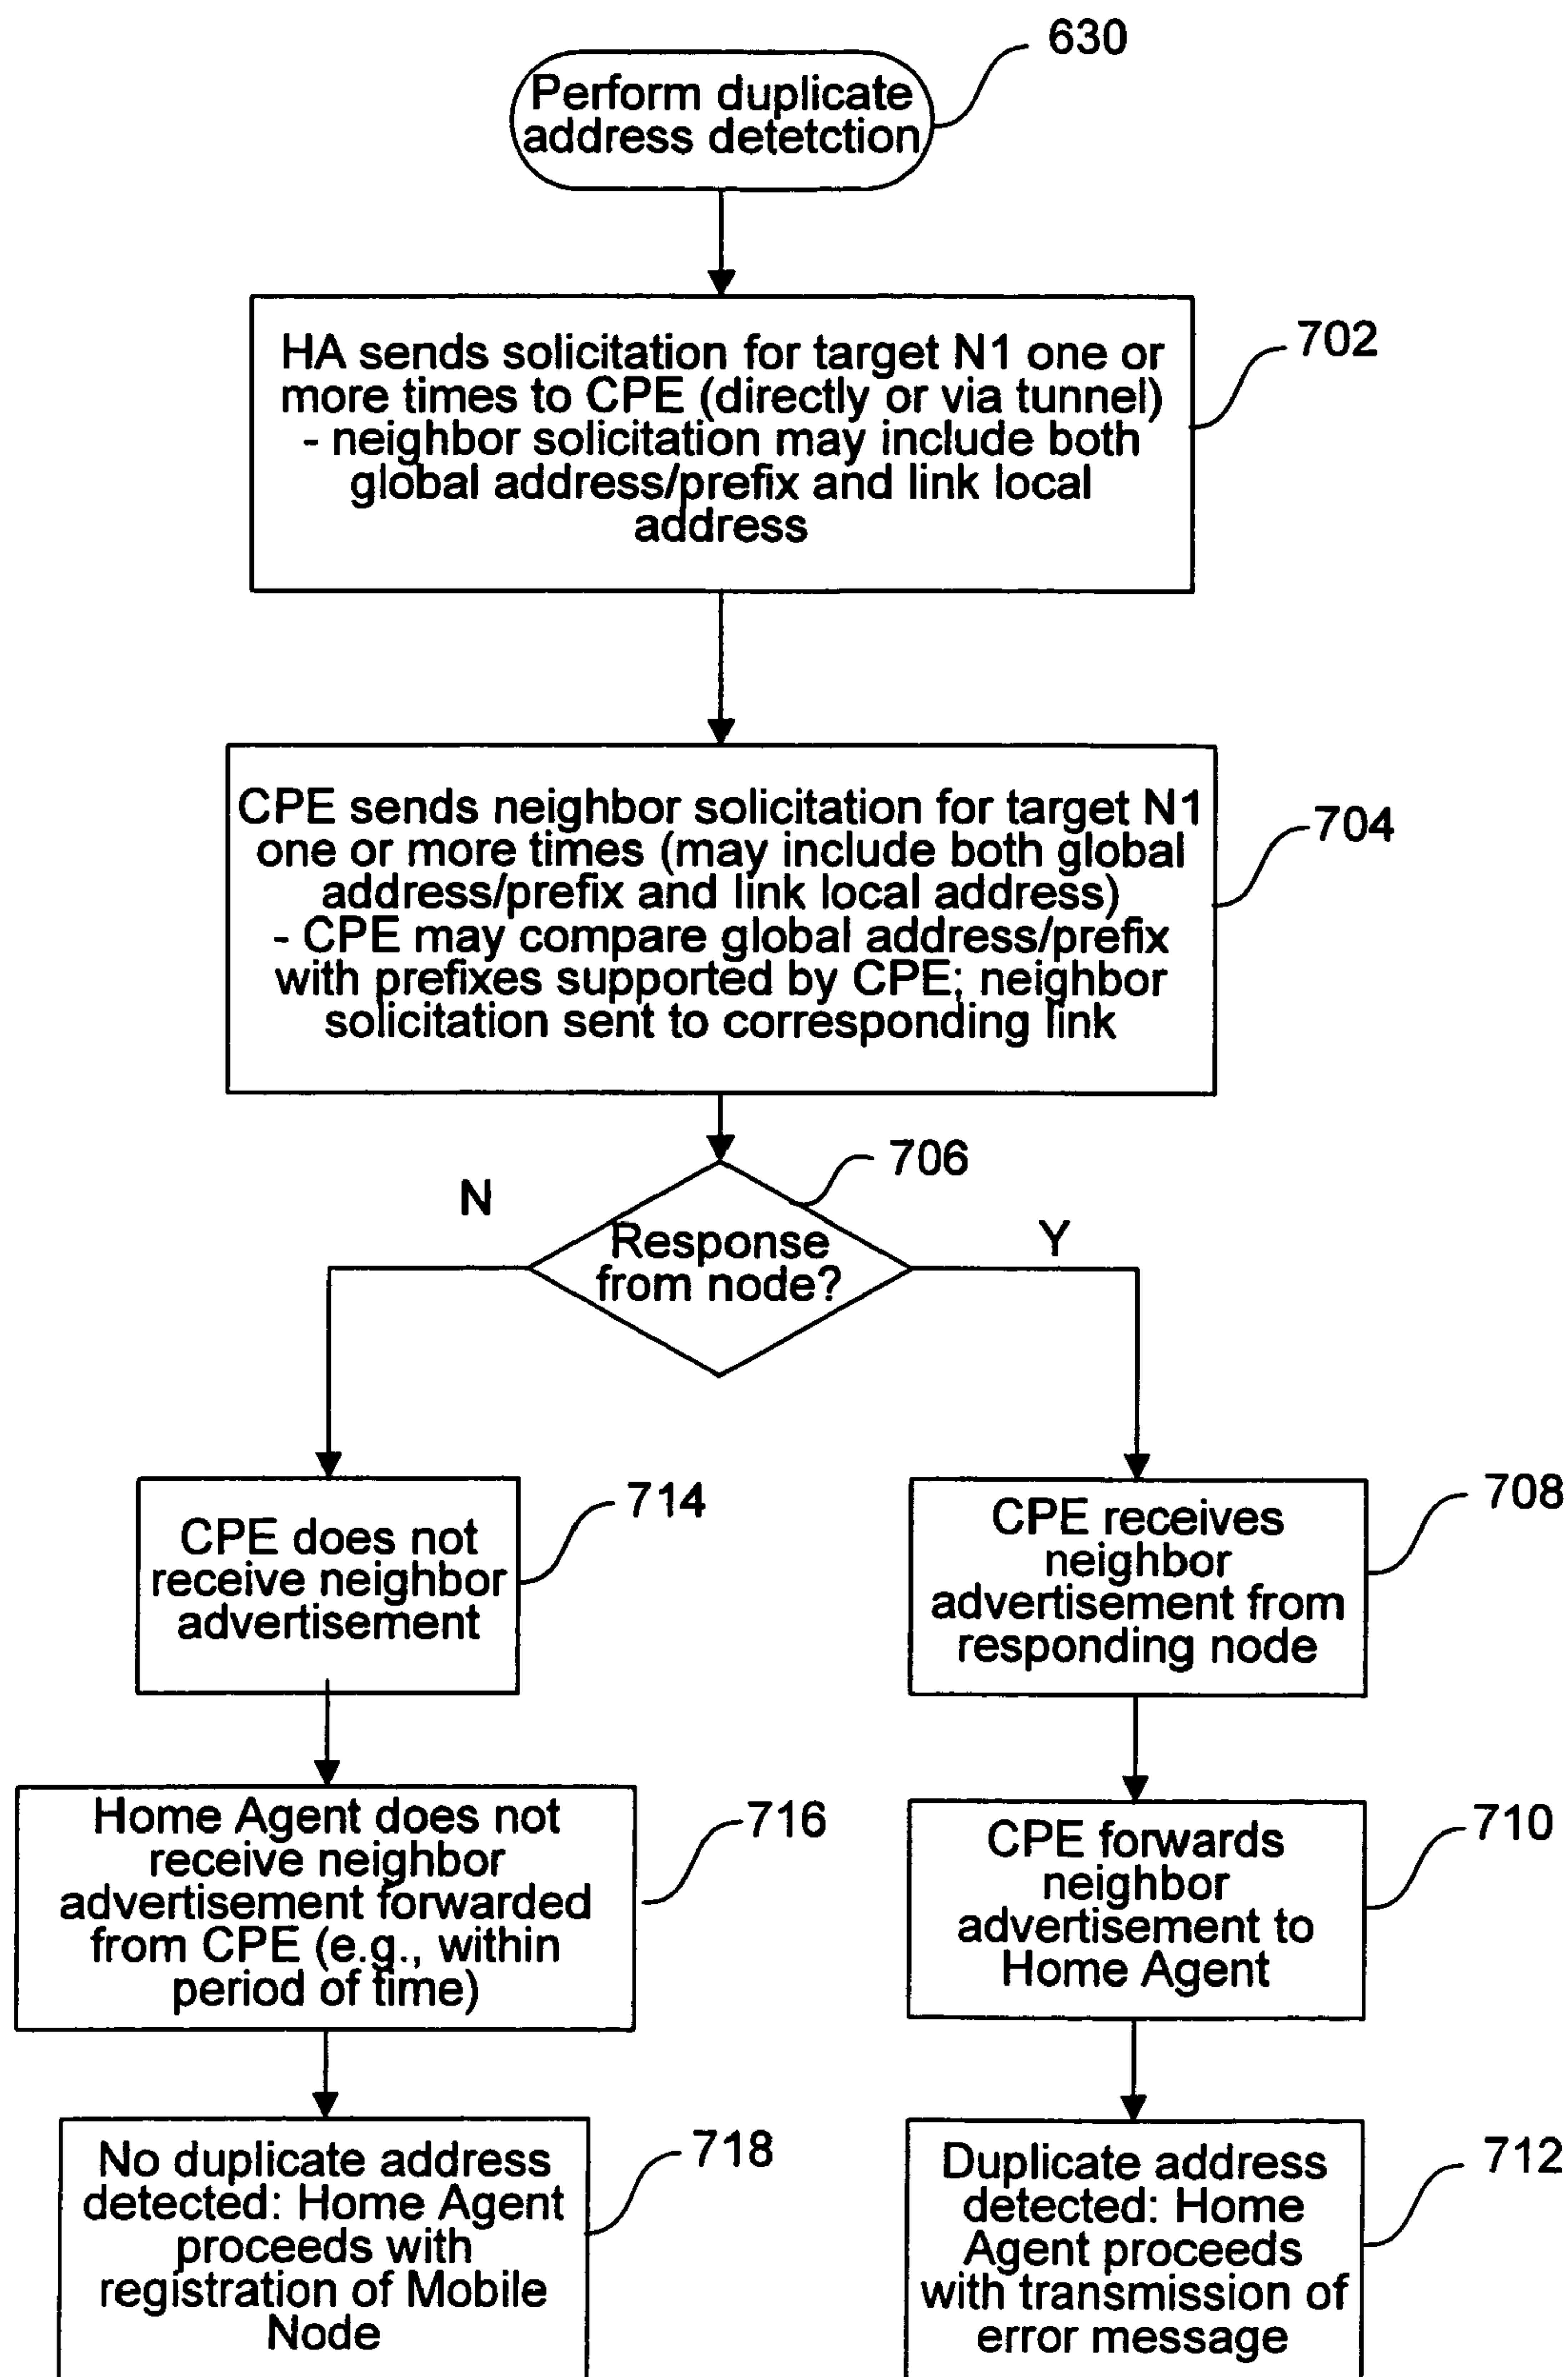 630
Perform duplicate
address detetction
702
HA sends solicitation for target N1 one or
more times to CPE (directly or via tunnel)
- neighbor solicitation may include both
global address/prefix and link local
address
704
CPE sends neighbor solicitation for target N1
one or more times (may include both global
address/prefix and link local address)
- CPE may compare global address/prefix
with prefixes supported by CPE; neighbor
solicitation sent to corresponding link
706
N
Y
Response
from node?
714
CPE does not
receive neighbor
advertisement
708
CPE receives
neighbor
advertisement from
responding node
716
Home Agent does not
receive neighbor
advertisement forwarded
from CPE (e.g., within
period of time)
710
CPE forwards
neighbor
advertisement to
Home Agent
718
No duplicate address
detected: Home Agent
proceeds with
registration of Mobile
Node
712
Duplicate address
detected: Home
Agent proceeds
with transmission of
error message